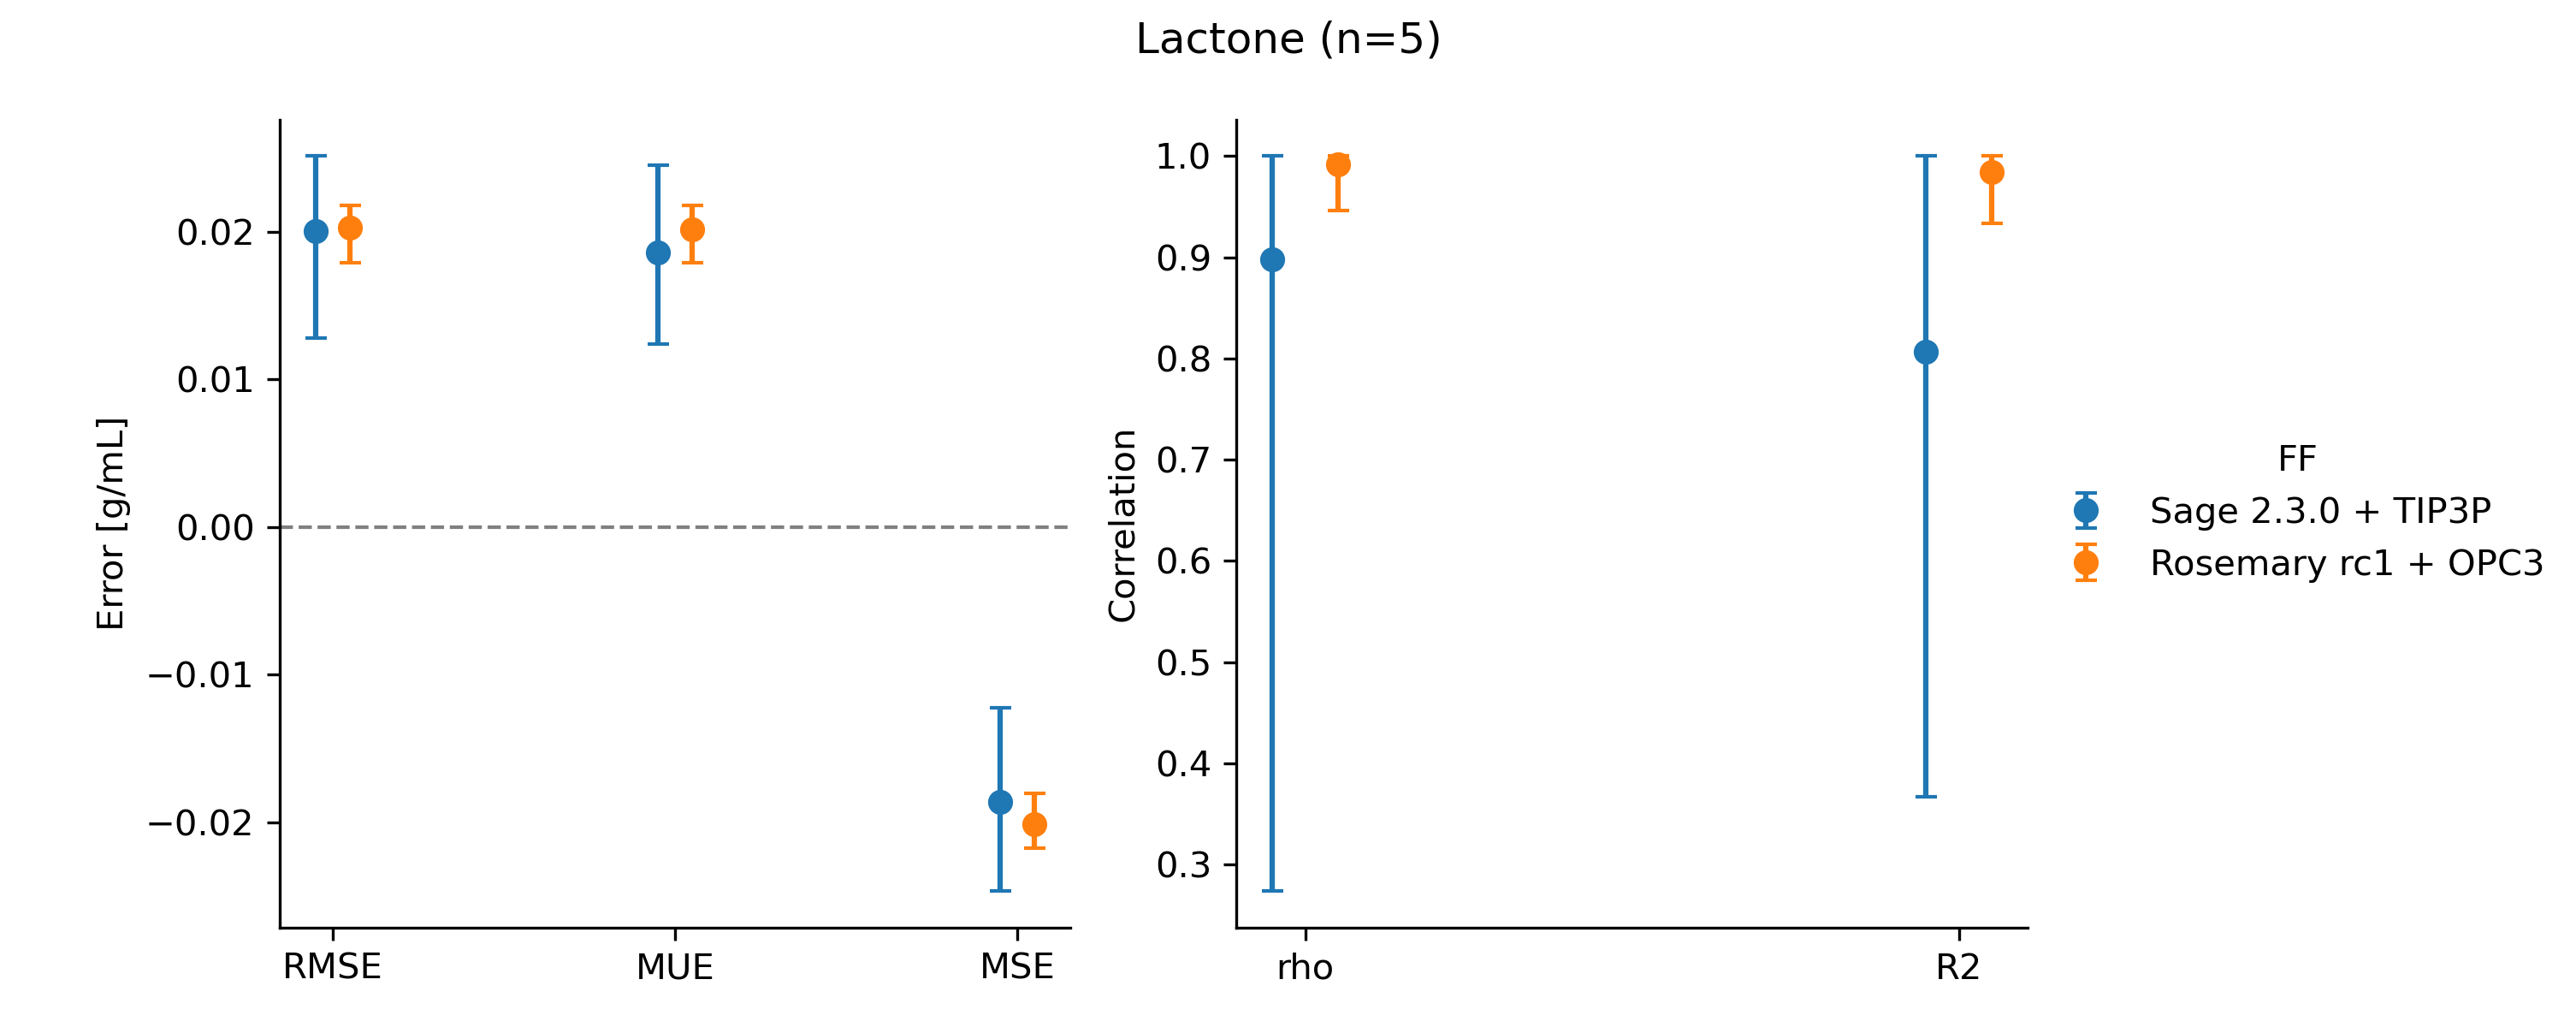 Lactone (n=5)
Error [g/mL]
0.02
0.01
0.00
−0.01
−0.02
RMSE
MUE
MSE
Correlation
1.0
0.9
0.8
0.7
0.6
0.5
0.4
0.3
rho
R2
FF
Sage 2.3.0 + TIP3P
Rosemary rc1 + OPC3